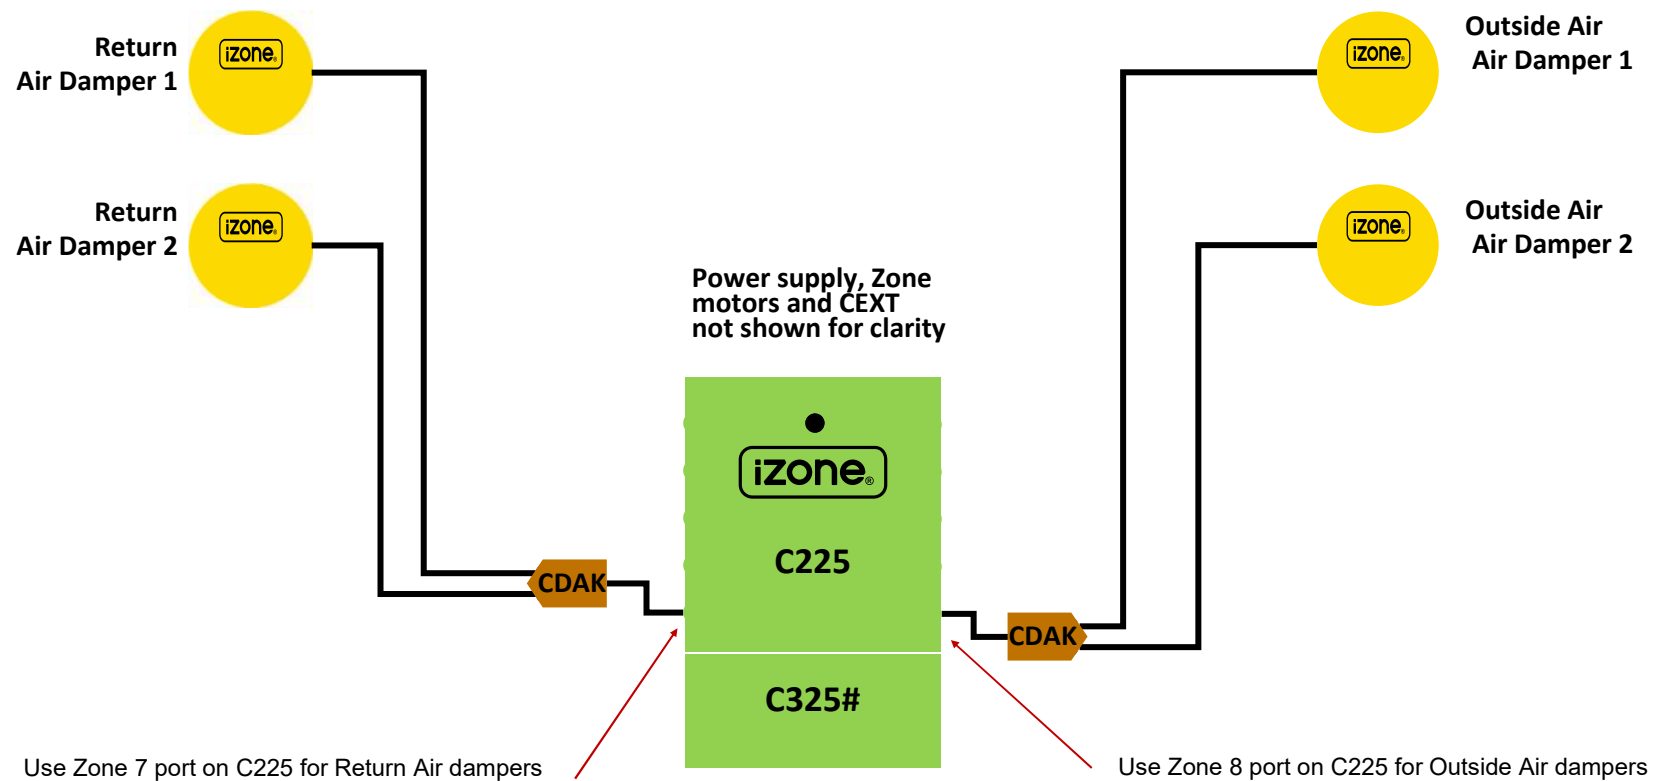 Return
Air Damper 1
izone®
Return
Air Damper 2
izone®
izone®
Outside Air
Air Damper 1
izone®
Outside Air
Air Damper 2
Power supply, Zone
motors and CEXT
not shown for clarity
izone®
C225
CDAK
CDAK
C325#
Use Zone 7 port on C225 for Return Air dampers
Use Zone 8 port on C225 for Outside Air dampers